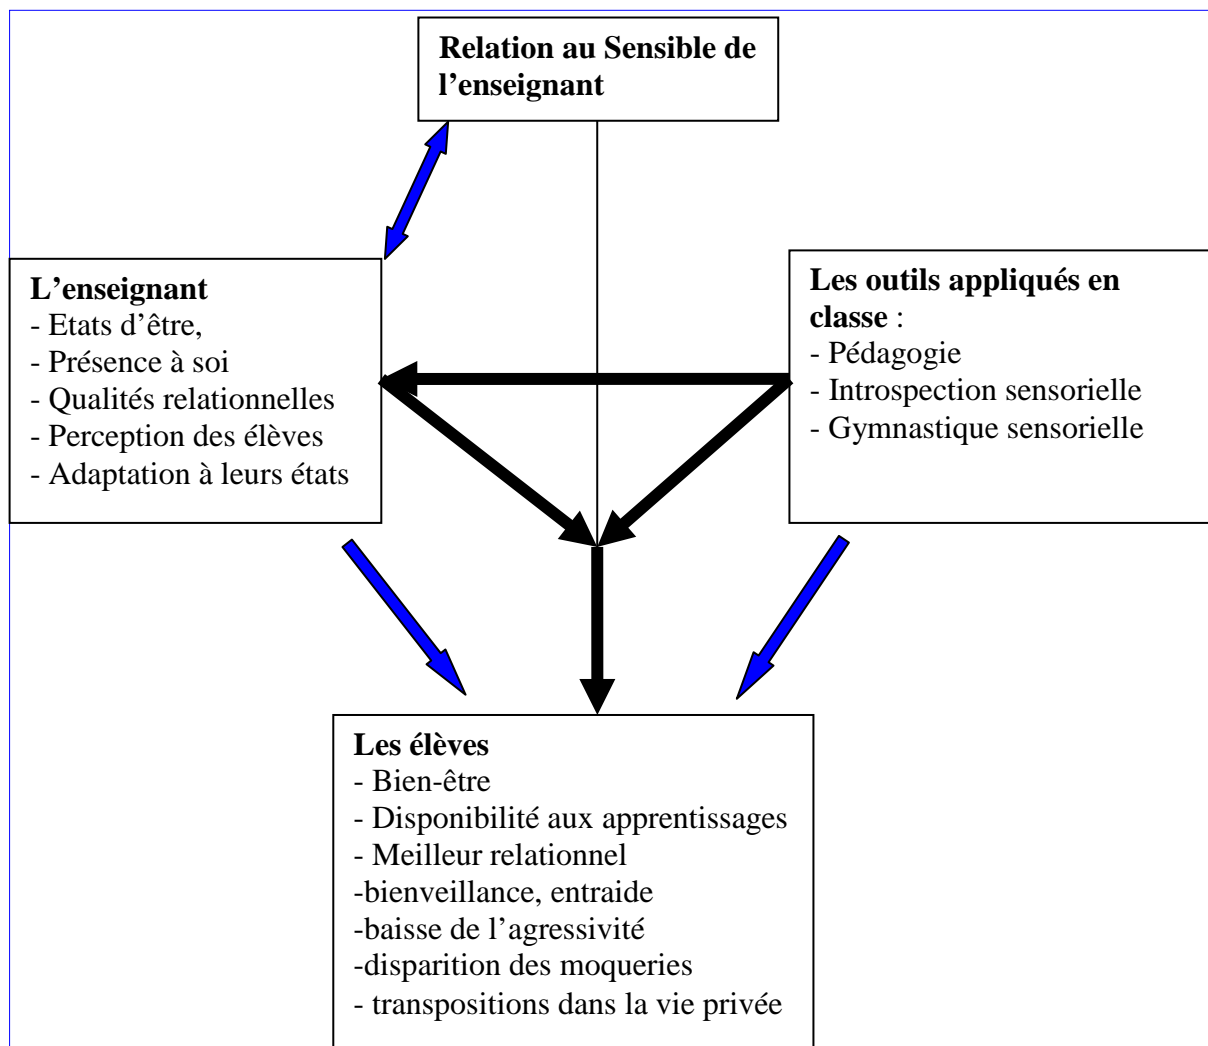 Relation au Sensible de
l’enseignant
L’enseignant
- Etats d’être,
- Présence à soi
- Qualités relationnelles
- Perception des élèves
- Adaptation à leurs états
Les outils appliqués en
classe :
- Pédagogie
- Introspection sensorielle
- Gymnastique sensorielle
Les élèves
- Bien-être
- Disponibilité aux apprentissages
- Meilleur relationnel
-bienveillance, entraide
-baisse de l’agressivité
-disparition des moqueries
- transpositions dans la vie privée